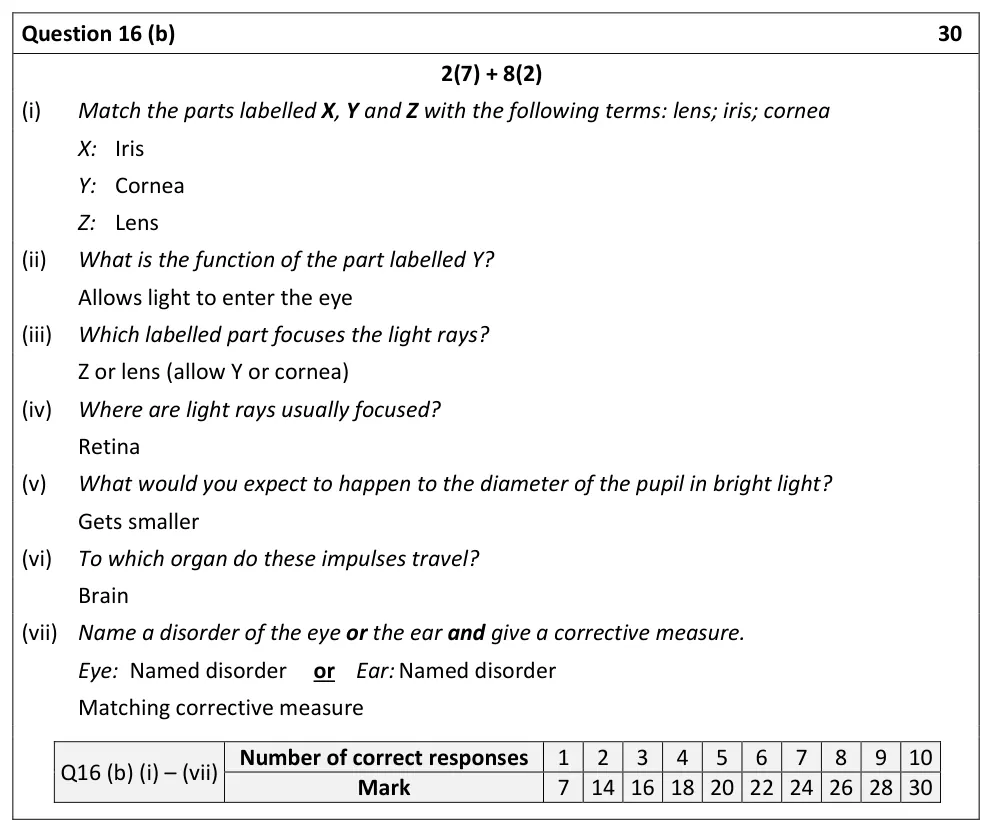 Question 16 (b) 30
2(7) + 8(2)
(i) Match the parts labelled X, Y and Z with the following terms: lens; iris; cornea
X: Iris
Y: Cornea
Z: Lens
(ii) What is the function of the part labelled Y?
Allows light to enter the eye
(iii) Which labelled part focuses the light rays?
Z or lens (allow Y or cornea)
(iv) Where are light rays usually focused?
Retina
(v) What would you expect to happen to the diameter of the pupil in bright light?
Gets smaller
(vi) To which organ do these impulses travel?
Brain
(vii) Name a disorder of the eye or the ear and give a corrective measure.
Eye: Named disorder or Ear: Named disorder
Matching corrective measure
Q16 (b) (i) – (vii)
Number of correct responses 1 2 3 4 5 6 7 8 9 10
Mark 7 14 16 18 20 22 24 26 28 30